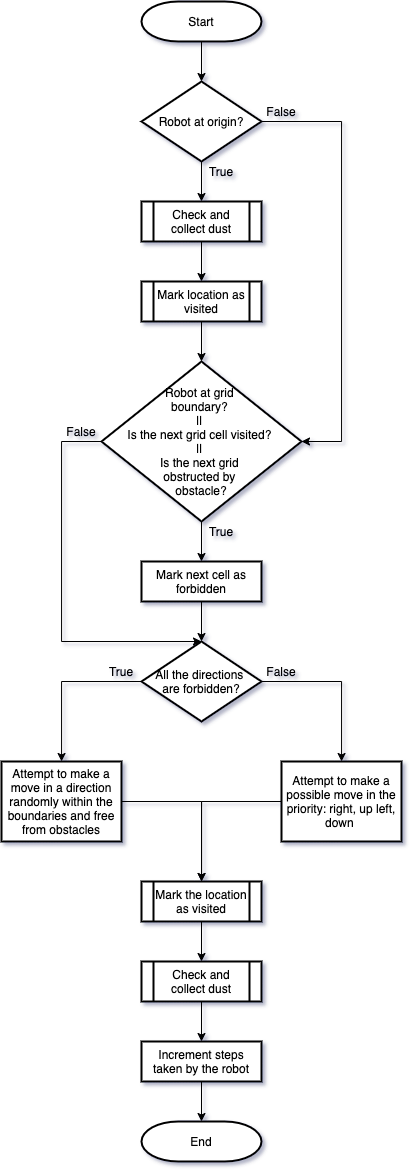 Start
Robot at origin?
False
True
Check and
collect dust
Mark location as
visited
Robot at grid
boundary?
II
Is the next grid cell visited?
II
Is the next grid
obstructed by
obstacle?
False
True
Mark next cell as
forbidden
All the directions
are forbidden?
True
False
Attempt to make a
move in a direction
randomly within the
boundaries and free
from obstacles
Attempt to make a
possible move in the
priority: right, up left,
down
Mark the location
as visited
Check and
collect dust
Increment steps
taken by the robot
End